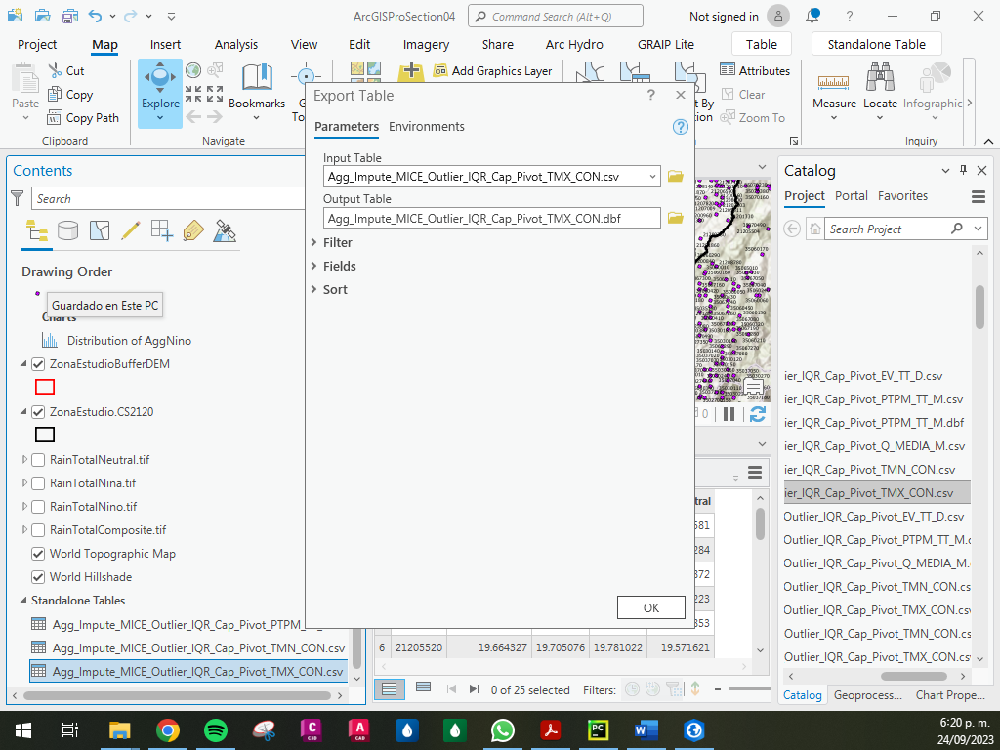 ArcGISProSection04
Command Search (Alt+Q)
Not signed in
Project
Map
Insert
Analysis
View
Edit
Imagery
Share
Arc Hydro
GRAIP Lite
Table
Standalone Table
Paste
Cut
Copy
Copy Path
Clipboard
Explore
Bookmarks
Navigate
Add Graphics Layer
Attributes
Clear
Zoom To
Measure
Locate
Infographic
Inquiry
Export Table
Parameters
Environments
Input Table
Agg_Impute_MICE_Outlier_IQR_Cap_Pivot_TMX_CON.csv
Output Table
Agg_Impute_MICE_Outlier_IQR_Cap_Pivot_TMX_CON.dbf
Filter
Fields
Sort
OK
Contents
Search
Drawing Order
Guardado en Este PC
Charts
Distribution of AggNino
ZonaEstudioBufferDEM
ZonaEstudio.CS2120
RainTotalNeutral.tif
RainTotalNina.tif
RainTotalNino.tif
RainTotalComposite.tif
World Topographic Map
World Hillshade
Standalone Tables
Agg_Impute_MICE_Outlier_IQR_Cap_Pivot_PTPM_
Agg_Impute_MICE_Outlier_IQR_Cap_Pivot_TMN_CON.csv
Agg_Impute_MICE_Outlier_IQR_Cap_Pivot_TMX_CON.csv
6 21205520 19.664327 19.705076 19.781022 19.571621
0 of 25 selected
Filters:
Catalog
Project
Portal
Favorites
Search Project
ier_IQR_Cap_Pivot_EV_TT_D.csv
ier_IQR_Cap_Pivot_PTPM_TT_M.csv
ier_IQR_Cap_Pivot_PTPM_TT_M.dbf
ier_IQR_Cap_Pivot_Q_MEDIA_M.csv
ier_IQR_Cap_Pivot_TMN_CON.csv
ier_IQR_Cap_Pivot_TMX_CON.csv
Outlier_IQR_Cap_Pivot_EV_TT_D.csv
Outlier_IQR_Cap_Pivot_PTPM_TT_M.c
Outlier_IQR_Cap_Pivot_Q_MEDIA_M.
Outlier_IQR_Cap_Pivot_TMN_CON.cs
Outlier_IQR_Cap_Pivot_TMX_CON.csv
Outlier_IQR_Cap_Pivot_TMN_CON.cs
Outlier_IQR_Cap_Pivot_TMX_CON.cs
Catalog
Geoprocess...
Chart Prope...
6:20 p. m.
24/09/2023